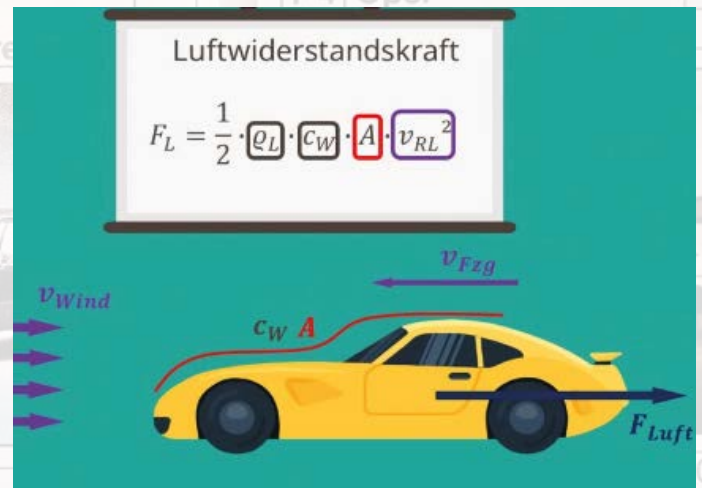 Luftwiderstandskraft
F_L = 1/2 · ϱ_L · c_W · A · v_RL²
v_Fzg
v_Wind
c_W A
F_Luft